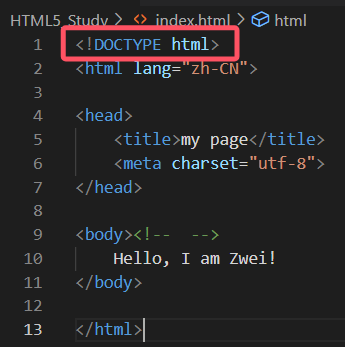 HTML5_Study > index.html > html
1 <!DOCTYPE html>
2 <html lang="zh-CN">
3
4 <head>
5     <title>my page</title>
6     <meta charset="utf-8">
7 </head>
8
9 <body><!--  -->
10     Hello, I am Zwei!
11 </body>
12
13 </html>